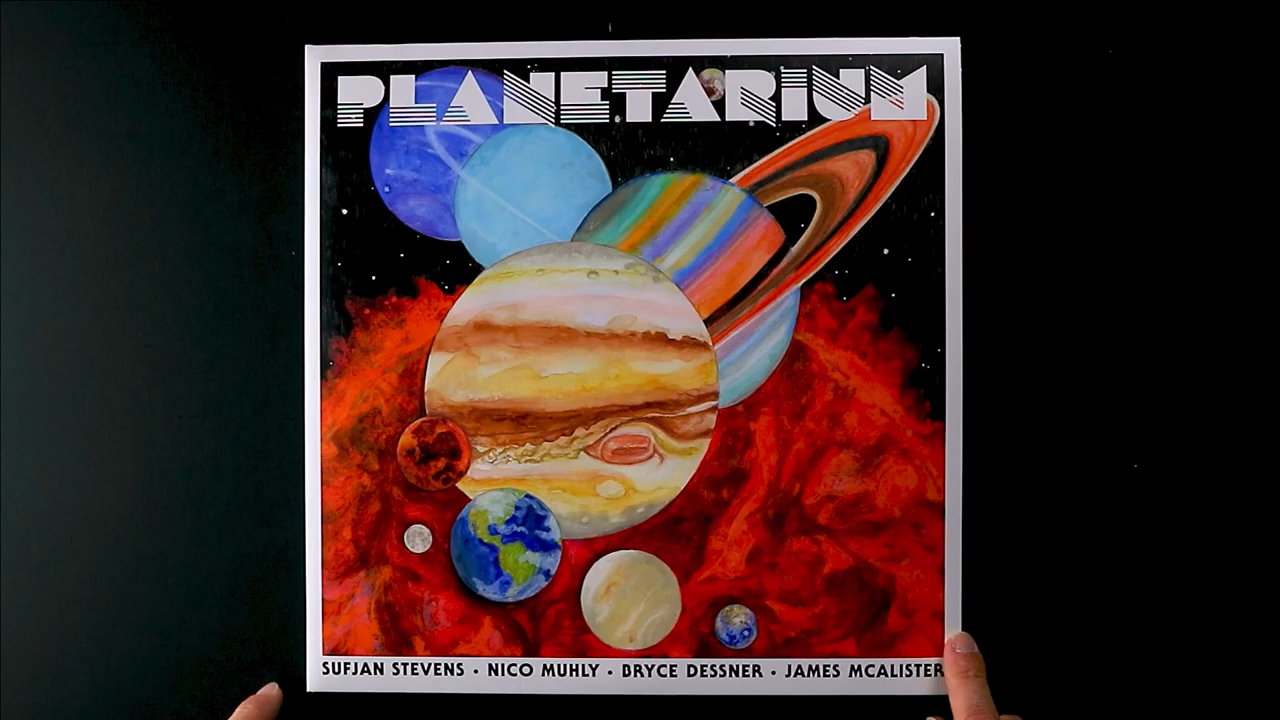 PLANETARIUM
SUFJAN STEVENS • NICO MUHLY • BRYCE DESSNER • JAMES MCALISTER